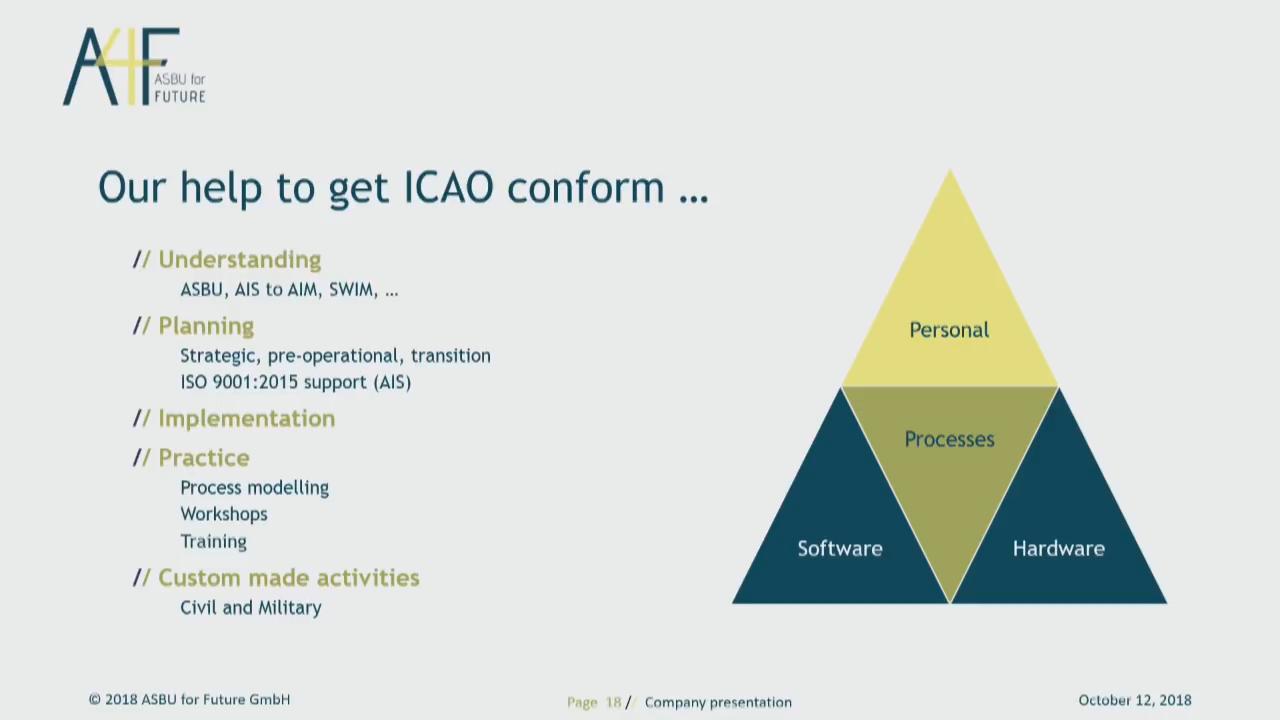 A4F
ASBU for
FUTURE
Our help to get ICAO conform ...
// Understanding
ASBU, AIS to AIM, SWIM, ...
// Planning
Strategic, pre-operational, transition
ISO 9001:2015 support (AIS)
// Implementation
// Practice
Process modelling
Workshops
Training
// Custom made activities
Civil and Military
Personal
Processes
Software
Hardware
© 2018 ASBU for Future GmbH
Page 18 // Company presentation
October 12, 2018